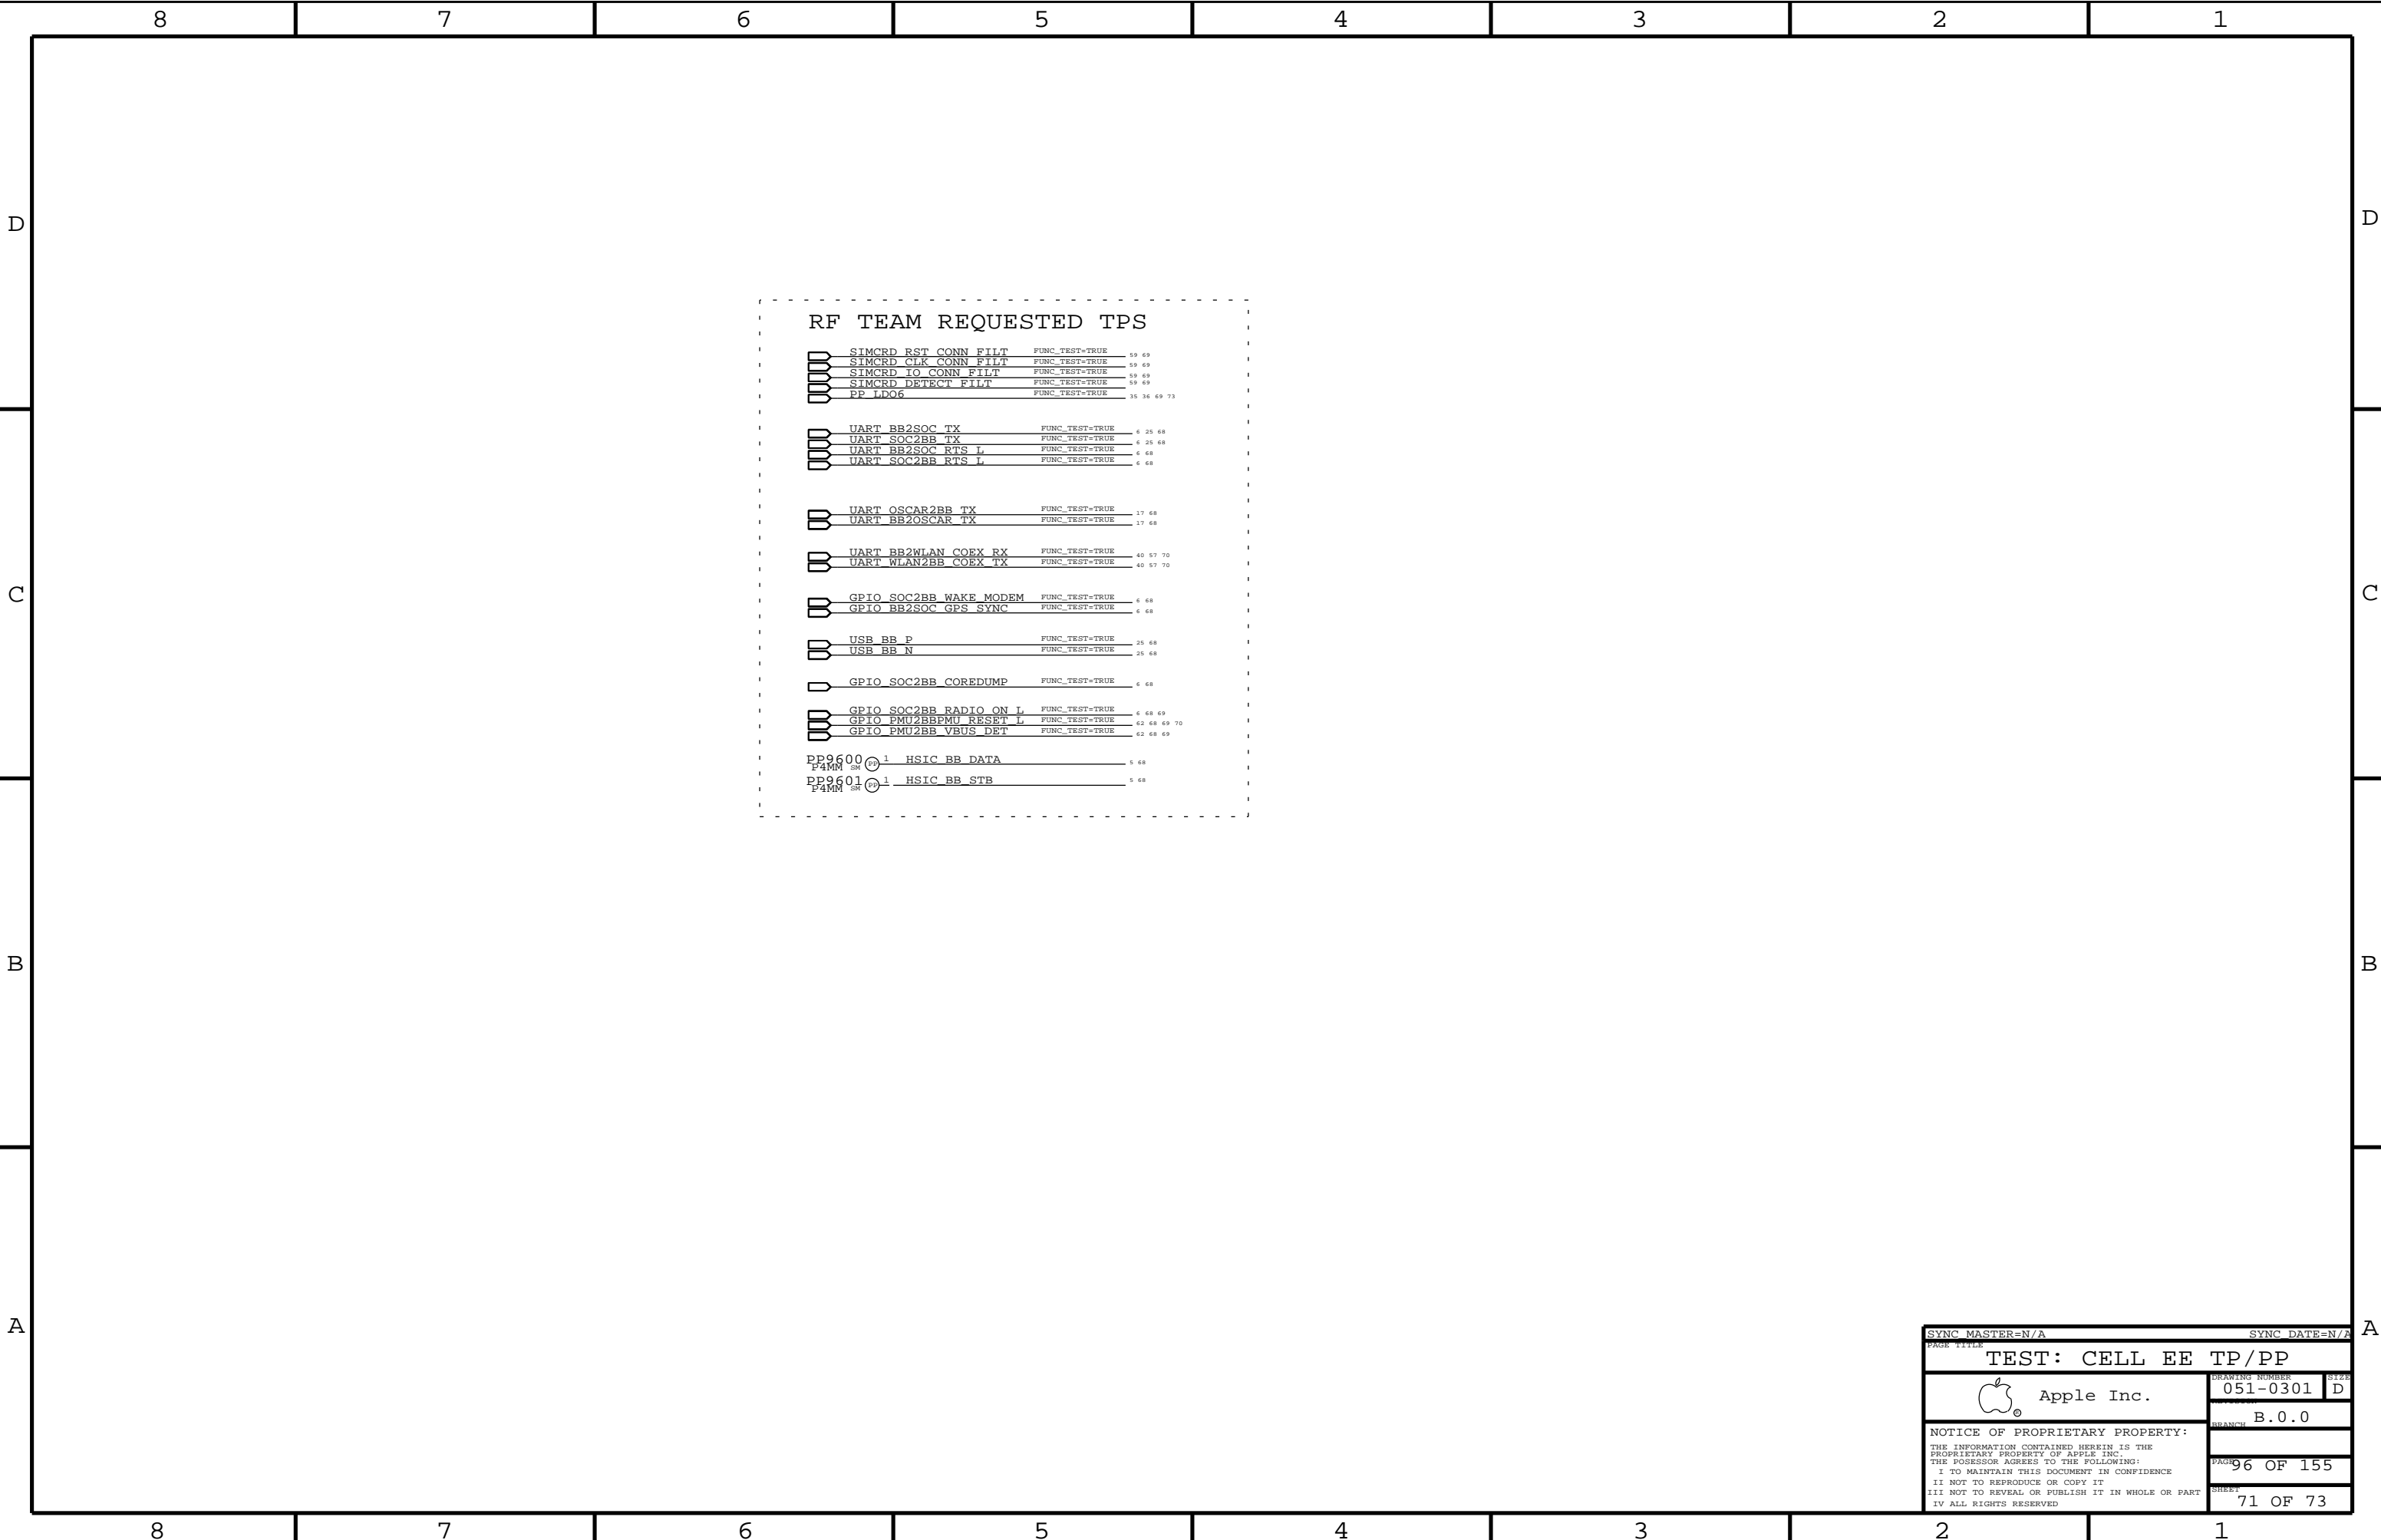 8 7 6 5 4 3 2 1
D D
RF TEAM REQUESTED TPS
SIMCRD_RST_CONN_FILT FUNC_TEST=TRUE 59 69
SIMCRD_CLK_CONN_FILT FUNC_TEST=TRUE 59 69
SIMCRD_IO_CONN_FILT FUNC_TEST=TRUE 59 69
SIMCRD_DETECT_FILT FUNC_TEST=TRUE 59 69
PP_LDO6 FUNC_TEST=TRUE 35 36 69 73
UART_BB2SOC_TX FUNC_TEST=TRUE 6 25 68
UART_SOC2BB_TX FUNC_TEST=TRUE 6 25 68
UART_BB2SOC_RTS_L FUNC_TEST=TRUE 6 68
UART_SOC2BB_RTS_L FUNC_TEST=TRUE 6 68
UART_OSCAR2BB_TX FUNC_TEST=TRUE 17 68
UART_BB2OSCAR_TX FUNC_TEST=TRUE 17 68
UART_BB2WLAN_COEX_RX FUNC_TEST=TRUE 40 57 70
UART_WLAN2BB_COEX_TX FUNC_TEST=TRUE 40 57 70
C C
GPIO_SOC2BB_WAKE_MODEM FUNC_TEST=TRUE 6 68
GPIO_BB2SOC_GPS_SYNC FUNC_TEST=TRUE 6 68
USB_BB_P FUNC_TEST=TRUE 25 68
USB_BB_N FUNC_TEST=TRUE 25 68
GPIO_SOC2BB_COREDUMP FUNC_TEST=TRUE 6 68
GPIO_SOC2BB_RADIO_ON_L FUNC_TEST=TRUE 6 68 69
GPIO_PMU2BBPMU_RESET_L FUNC_TEST=TRUE 62 68 69 70
GPIO_PMU2BB_VBUS_DET FUNC_TEST=TRUE 62 68 69
PP9600 PP 1 HSIC_BB_DATA 5 68
P4MM SM
PP9601 PP 1 HSIC_BB_STB 5 68
P4MM SM
B B
A A
SYNC_MASTER=N/A SYNC_DATE=N/A
PAGE TITLE
TEST: CELL EE TP/PP
Apple Inc.
®
DRAWING NUMBER SIZE
051-0301 D
REVISION
B.0.0
BRANCH
NOTICE OF PROPRIETARY PROPERTY:
THE INFORMATION CONTAINED HEREIN IS THE
PROPRIETARY PROPERTY OF APPLE INC.
THE POSESSOR AGREES TO THE FOLLOWING:
I TO MAINTAIN THIS DOCUMENT IN CONFIDENCE
II NOT TO REPRODUCE OR COPY IT
III NOT TO REVEAL OR PUBLISH IT IN WHOLE OR PART
IV ALL RIGHTS RESERVED
PAGE
96 OF 155
SHEET
71 OF 73
8 7 6 5 4 3 2 1